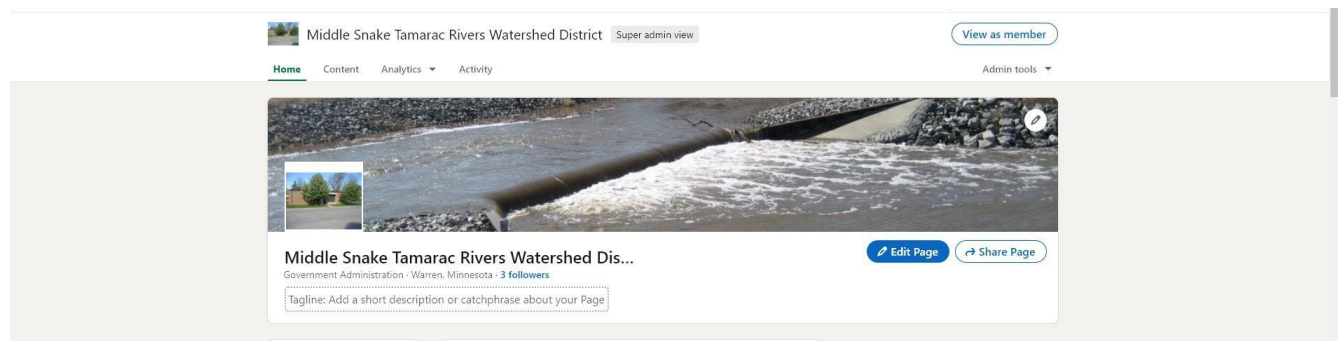 Middle Snake Tamarac Rivers Watershed District Super admin view View as member
Home Content Analytics Activity Admin tools
Edit Page Share Page
Middle Snake Tamarac Rivers Watershed Dis...
Government Administration · Warren, Minnesota · 3 followers
Tagline: Add a short description or catchphrase about your Page